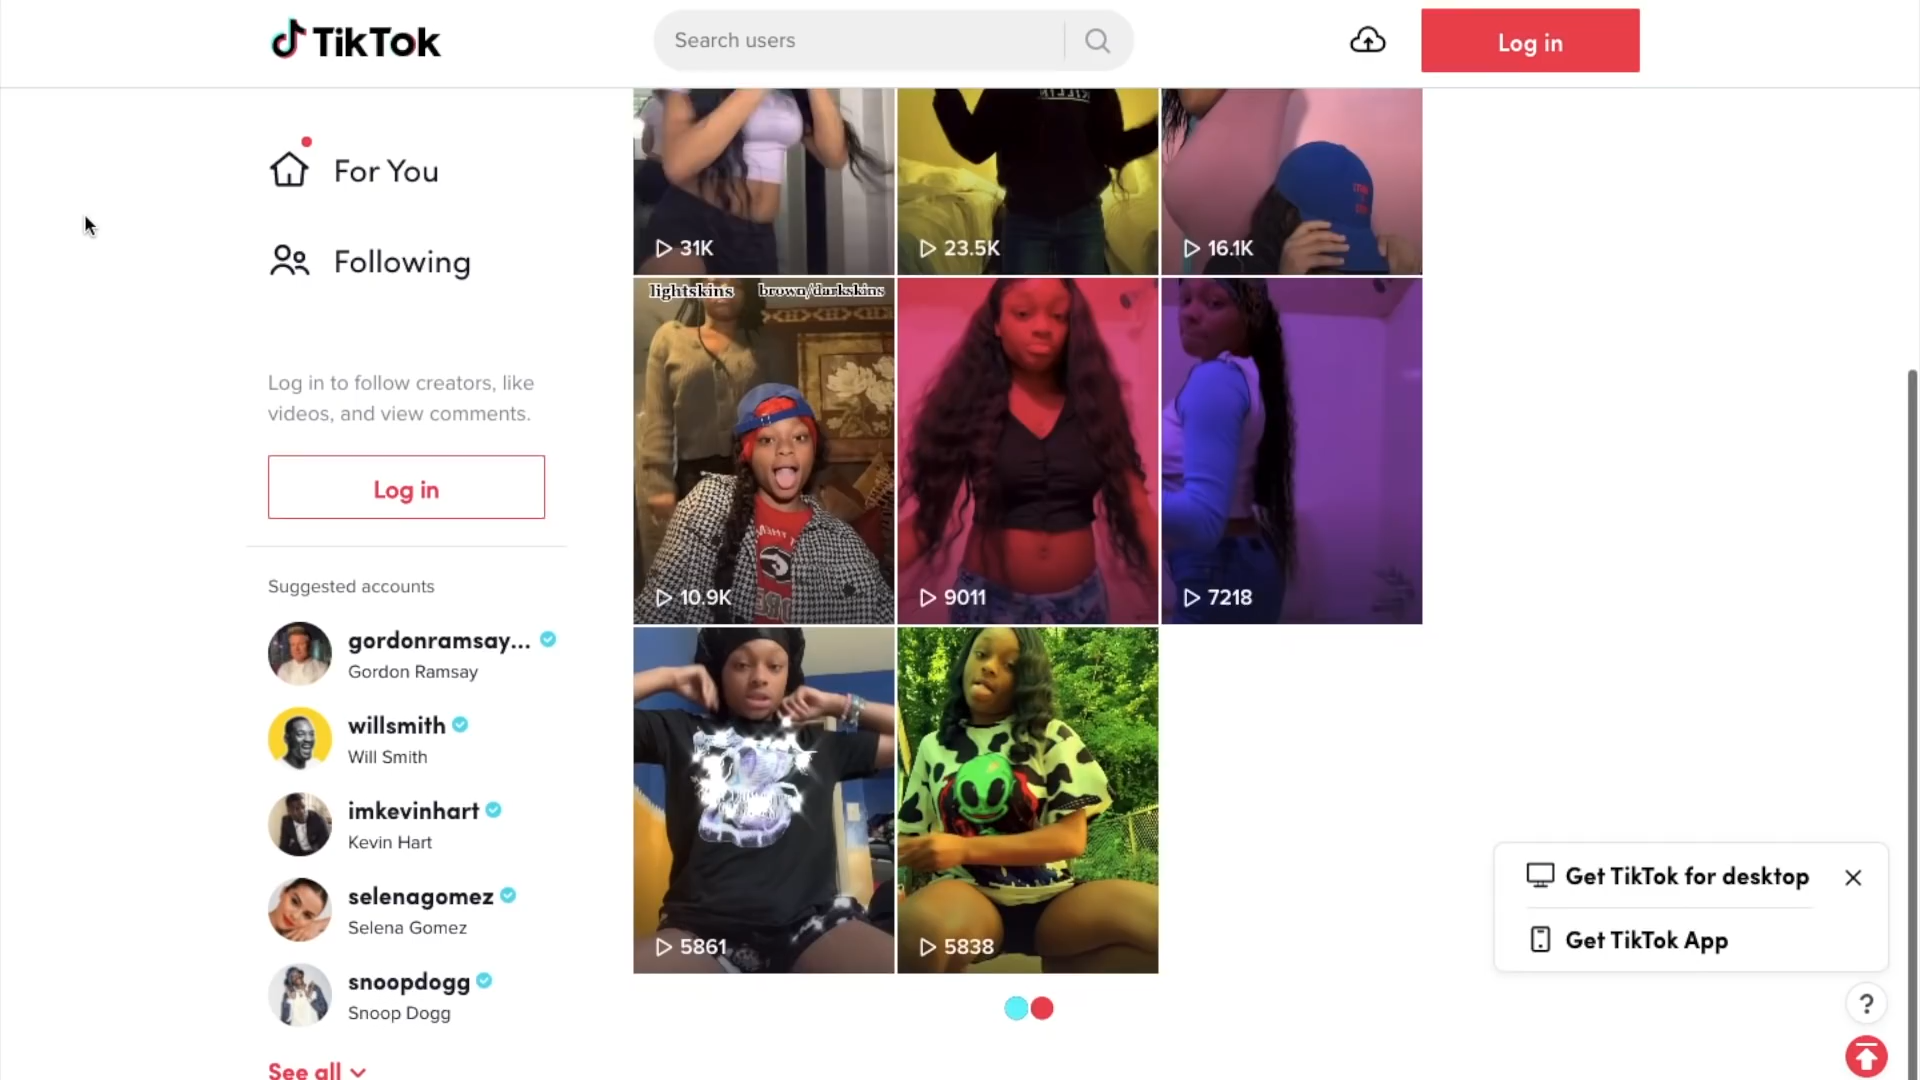 TikTok
Search users
Log in
For You
Following
Log in to follow creators, like
videos, and view comments.
Log in
Suggested accounts
gordonramsay...
Gordon Ramsay
willsmith
Will Smith
imkevinhart
Kevin Hart
selenagomez
Selena Gomez
snoopdogg
Snoop Dogg
See all
31K
23.5K
16.1K
lightskins brown/darkskins
10.9K
9011
7218
5861
5838
Get TikTok for desktop
Get TikTok App
?